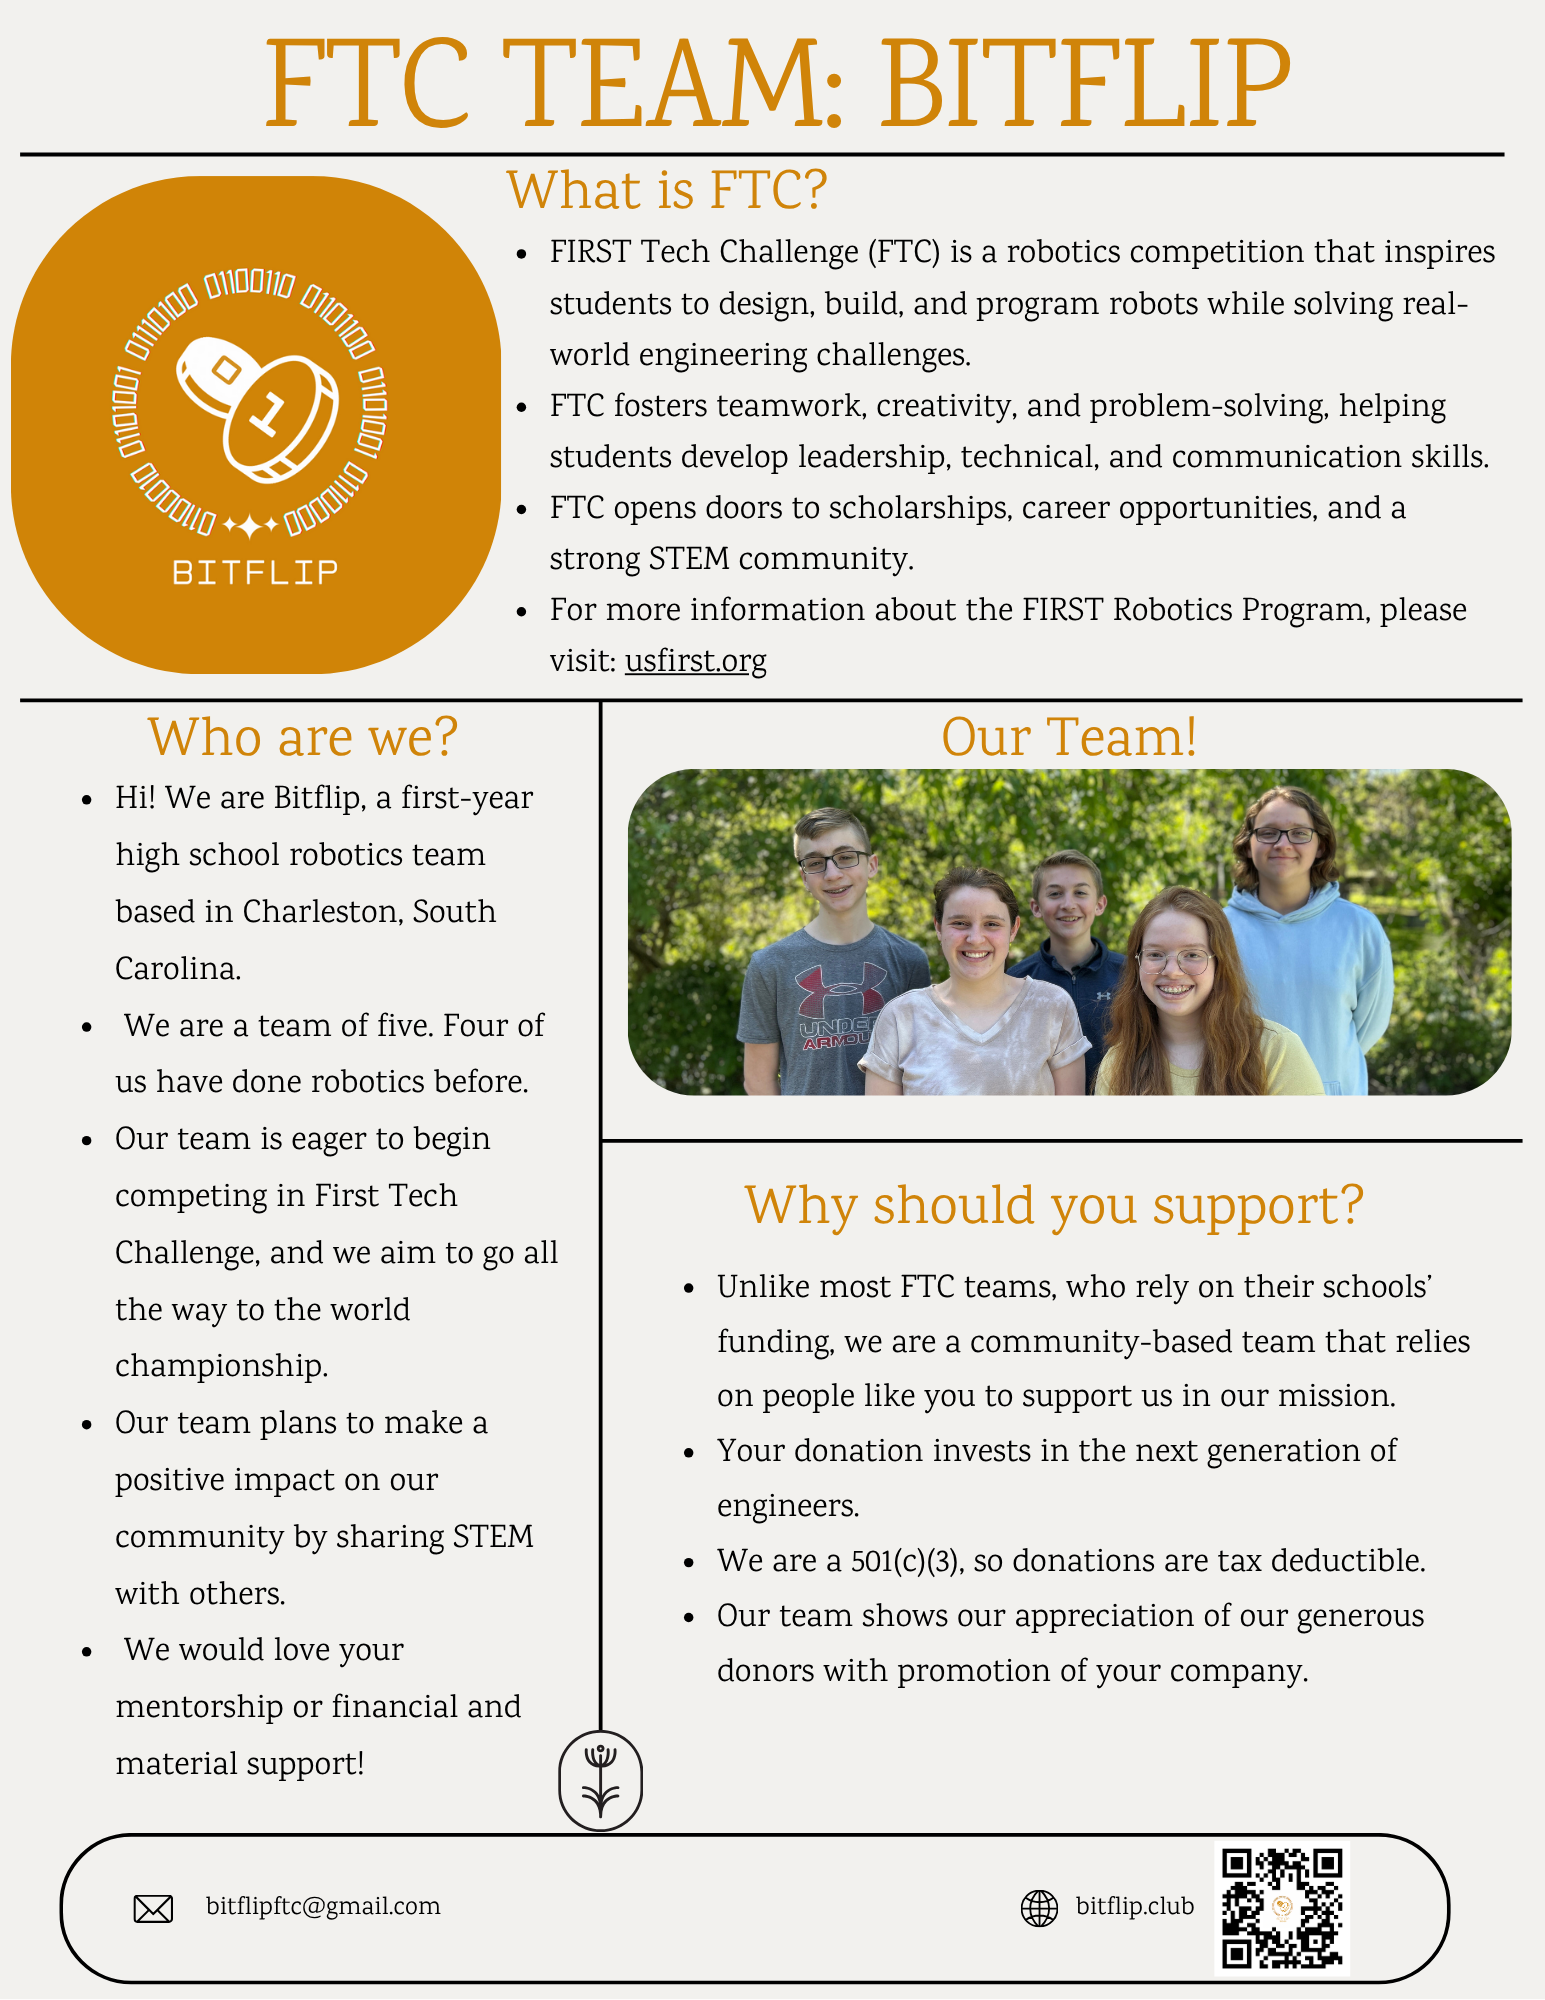 FTC TEAM: BITFLIP
0110001 01101001 01110100 0110110 01101100 01101001 01110000
0
1
BITFLIP
What is FTC?
• FIRST Tech Challenge (FTC) is a robotics competition that inspires
students to design, build, and program robots while solving real-
world engineering challenges.
• FTC fosters teamwork, creativity, and problem-solving, helping
students develop leadership, technical, and communication skills.
• FTC opens doors to scholarships, career opportunities, and a
strong STEM community.
• For more information about the FIRST Robotics Program, please
visit: usfirst.org
Who are we?
• Hi! We are Bitflip, a first-year
high school robotics team
based in Charleston, South
Carolina.
• We are a team of five. Four of
us have done robotics before.
• Our team is eager to begin
competing in First Tech
Challenge, and we aim to go all
the way to the world
championship.
• Our team plans to make a
positive impact on our
community by sharing STEM
with others.
• We would love your
mentorship or financial and
material support!
Our Team!
UNDER
ARMOU
Why should you support?
• Unlike most FTC teams, who rely on their schools’
funding, we are a community-based team that relies
on people like you to support us in our mission.
• Your donation invests in the next generation of
engineers.
• We are a 501(c)(3), so donations are tax deductible.
• Our team shows our appreciation of our generous
donors with promotion of your company.
bitflipftc@gmail.com
bitflip.club